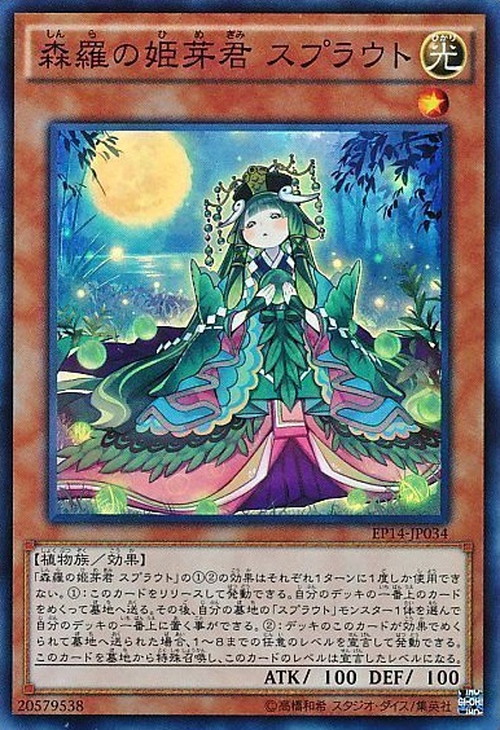 森羅の姫芽君 スプラウト
しんら ひめぎみ
光
ひかり
EP14-JP034
【植物族/効果】
「森羅の姫芽君 スプラウト」の①②の効果はそれぞれ1ターンに1度しか使用で
きない。①：このカードをリリースして発動できる。自分のデッキの一番上のカード
をめくって墓地へ送る。その後、自分の墓地の「スプラウト」モンスター1体を選んで
自分のデッキの一番上に置く事ができる。②：デッキのこのカードが効果でめく
られて墓地へ送られた場合、1～8までの任意のレベルを宣言して発動できる。
このカードを墓地から特殊召喚し、このカードのレベルは宣言したレベルになる。
ATK/ 100 DEF/ 100
20579538
©高橋和希 スタジオ・ダイス/集英社